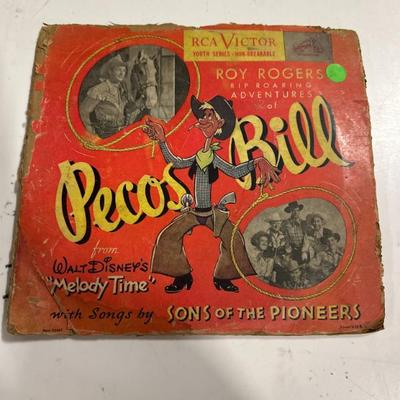 RCA VICTOR
YOUTH SERIES • NON-BREAKABLE
ROY ROGERS
RIP ROARING
ADVENTURES
of
Pecos Bill
from
WALT DISNEY'S
"Melody Time"
with Songs by SONS OF THE PIONEERS